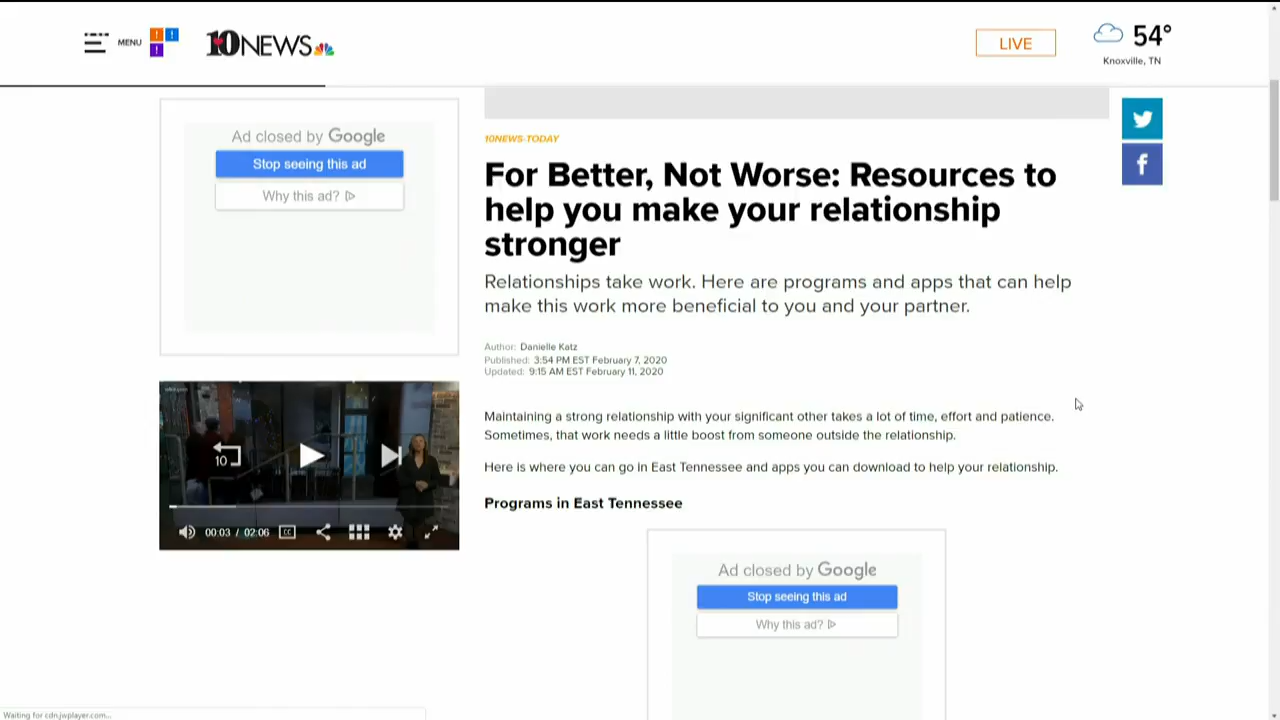 MENU
10NEWS
LIVE
54°
Knoxville, TN
Ad closed by Google
Stop seeing this ad
Why this ad?
10NEWS-TODAY
For Better, Not Worse: Resources to
help you make your relationship
stronger
Relationships take work. Here are programs and apps that can help
make this work more beneficial to you and your partner.
Author: Danielle Katz
Published: 3:54 PM EST February 7, 2020
Updated: 9:15 AM EST February 11, 2020
Maintaining a strong relationship with your significant other takes a lot of time, effort and patience.
Sometimes, that work needs a little boost from someone outside the relationship.
Here is where you can go in East Tennessee and apps you can download to help your relationship.
Programs in East Tennessee
10
00:03 / 02:06 CC
Ad closed by Google
Stop seeing this ad
Why this ad?
Waiting for cdn.jwplayer.com...